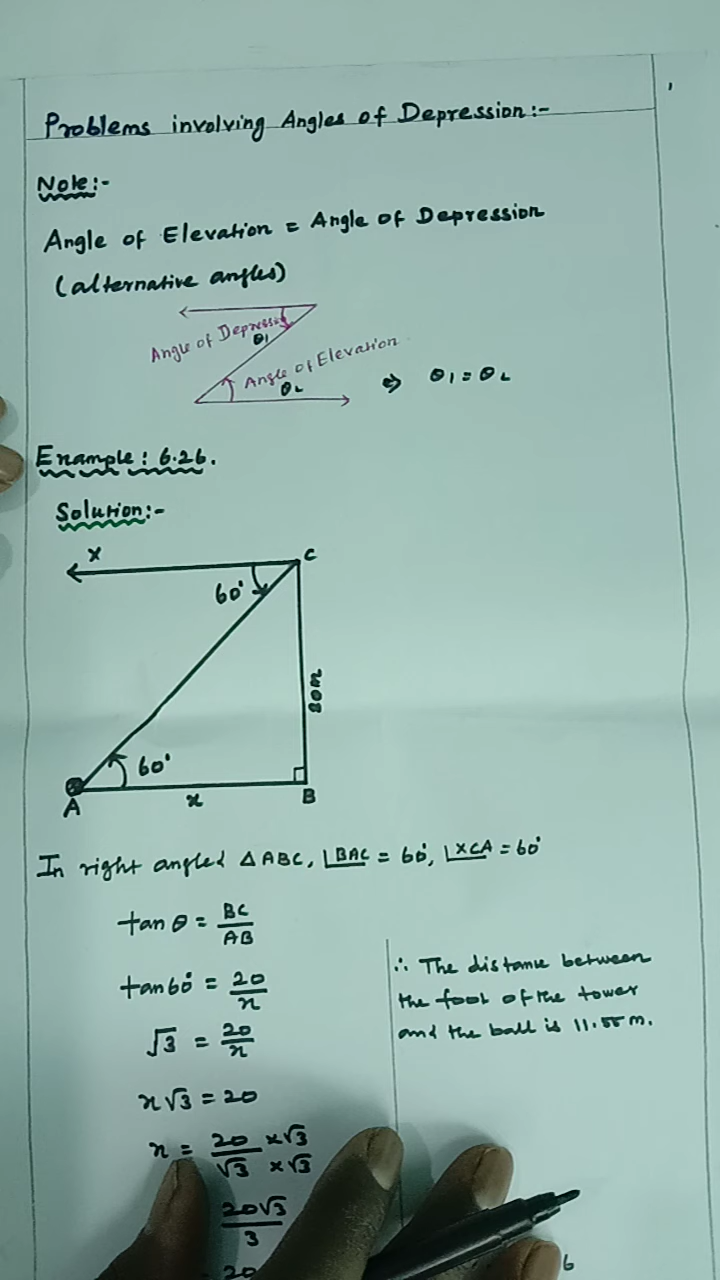 Problems involving Angles of Depression:-
Note:-
Angle of Elevation = Angle of Depression
(alternative angles)
Angle of Depression
θ1
Angle of Elevation
θ2
⇒ θ1 = θ2
Example: 6.26.
Solution:-
X
C
60°
20m
60°
A
x
B
In right angled △ABC, ∠BAC = 60°, ∠XCA = 60°
tan θ = BC/AB
tan 60° = 20/x
√3 = 20/x
x√3 = 20
x = 20/√3 ×√3/×√3
20√3/3
20
∴ The distance between
the foot of the tower
and the ball is 11.55 m.
6